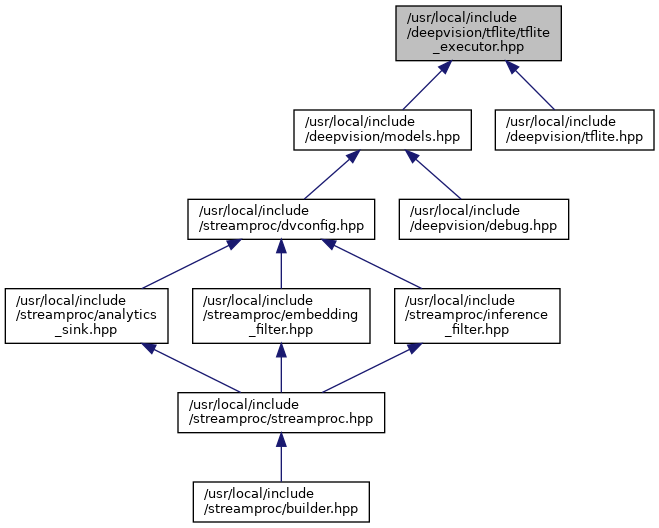 /usr/local/include
/deepvision/tflite/tflite
_executor.hpp
/usr/local/include
/deepvision/models.hpp
/usr/local/include
/deepvision/tflite.hpp
/usr/local/include
/streamproc/dvconfig.hpp
/usr/local/include
/deepvision/debug.hpp
/usr/local/include
/streamproc/analytics
_sink.hpp
/usr/local/include
/streamproc/embedding
_filter.hpp
/usr/local/include
/streamproc/inference
_filter.hpp
/usr/local/include
/streamproc/streamproc.hpp
/usr/local/include
/streamproc/builder.hpp